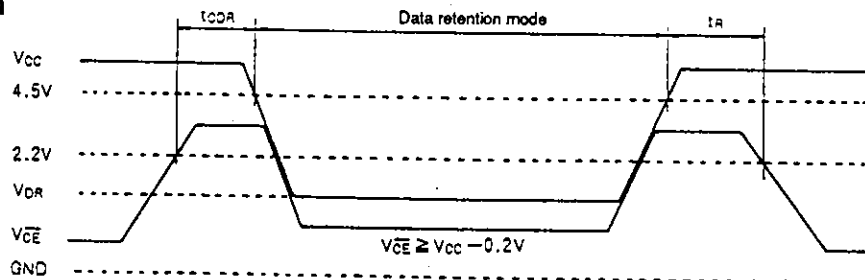 tCDR
Data retention mode
tR
VCC
4.5V
2.2V
VDR
VCE
VCE ≧ VCC −0.2V
GND